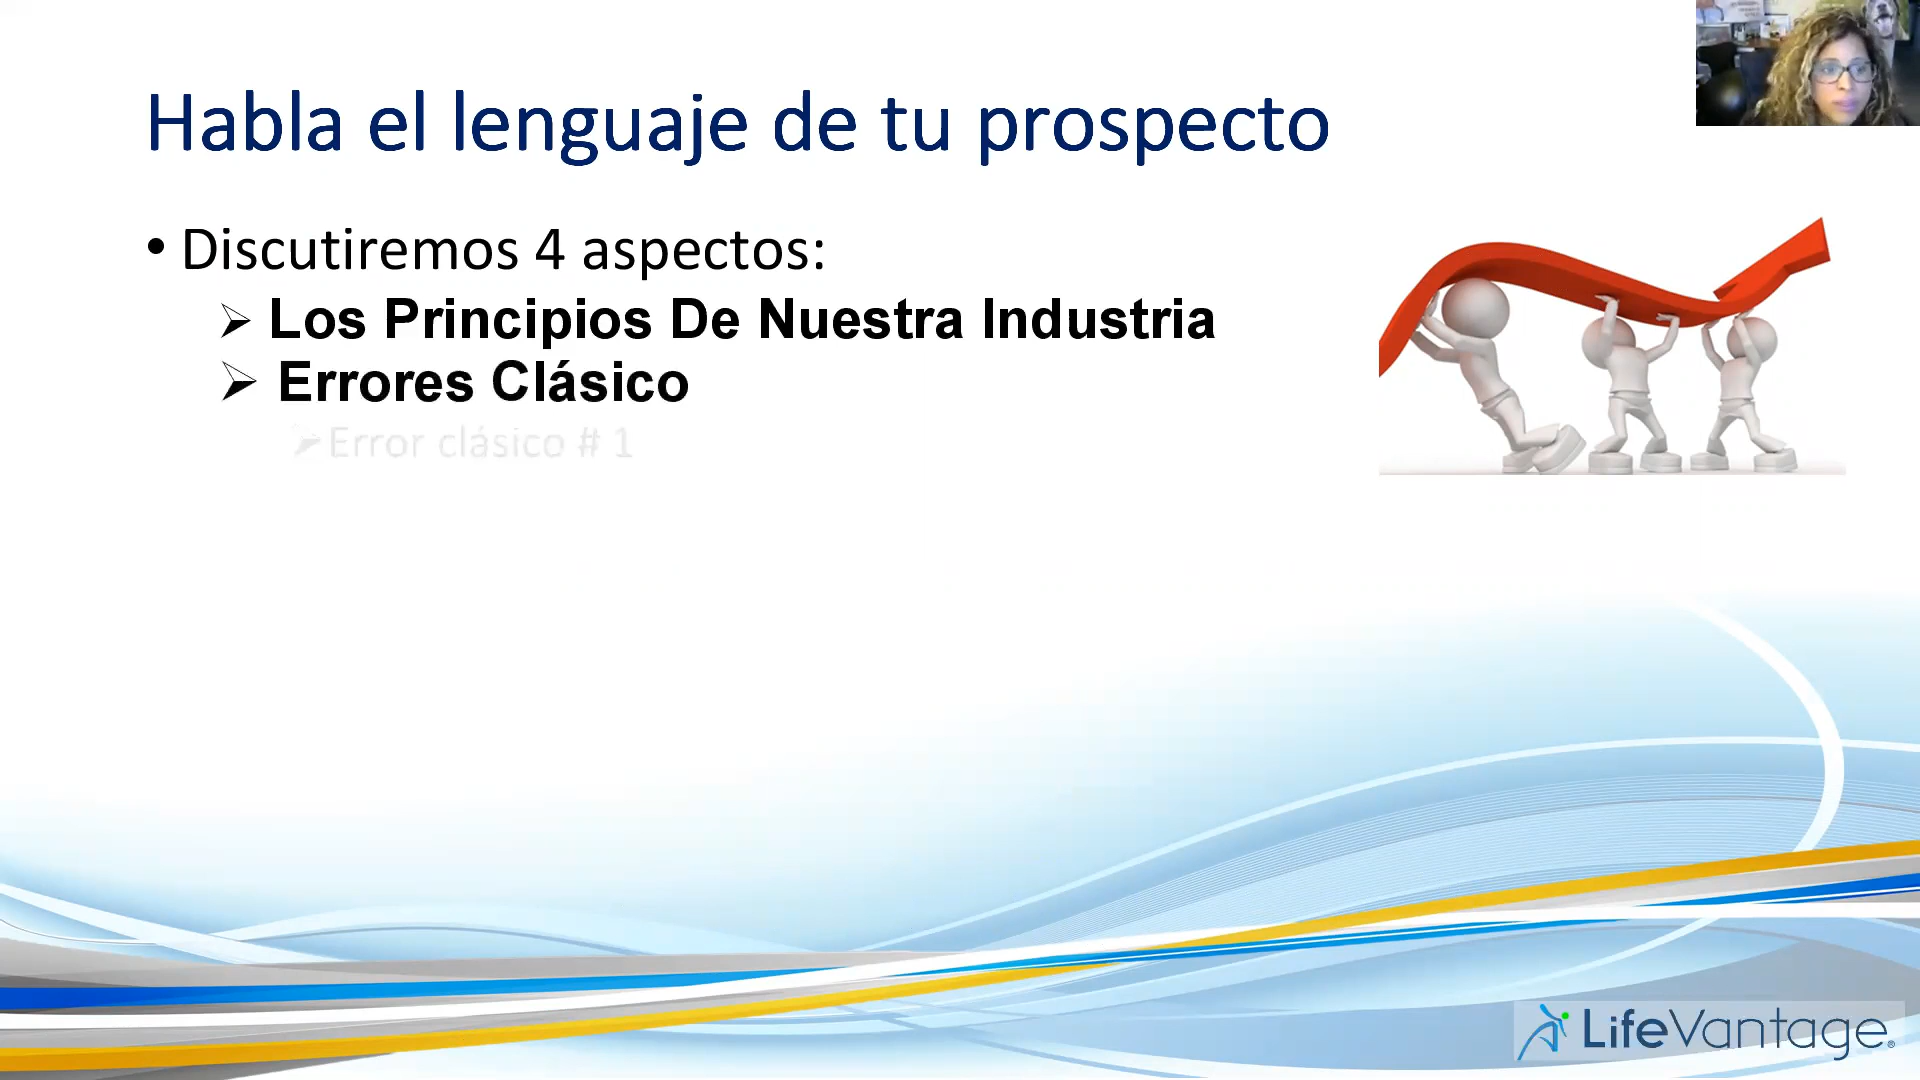 Habla el lenguaje de tu prospecto
• Discutiremos 4 aspectos:
➢ Los Principios De Nuestra Industria
➢ Errores Clásico
➢ Error clásico # 1
LifeVantage®